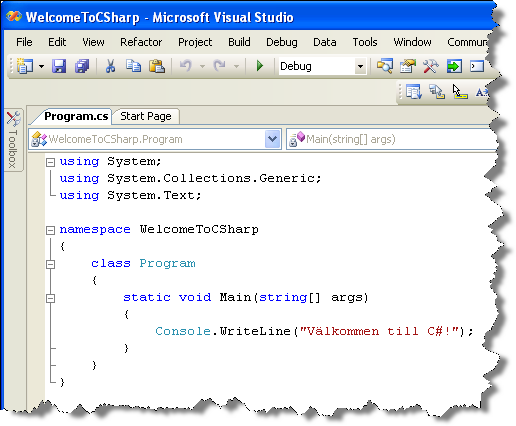 WelcomeToCSharp - Microsoft Visual Studio
File Edit View Refactor Project Build Debug Data Tools Window Commun
Debug
Program.cs Start Page
Toolbox
WelcomeToCSharp.Program Main(string[] args)
using System;
using System.Collections.Generic;
using System.Text;
namespace WelcomeToCSharp
{
class Program
{
static void Main(string[] args)
{
Console.WriteLine("Välkommen till C#!");
}
}
}